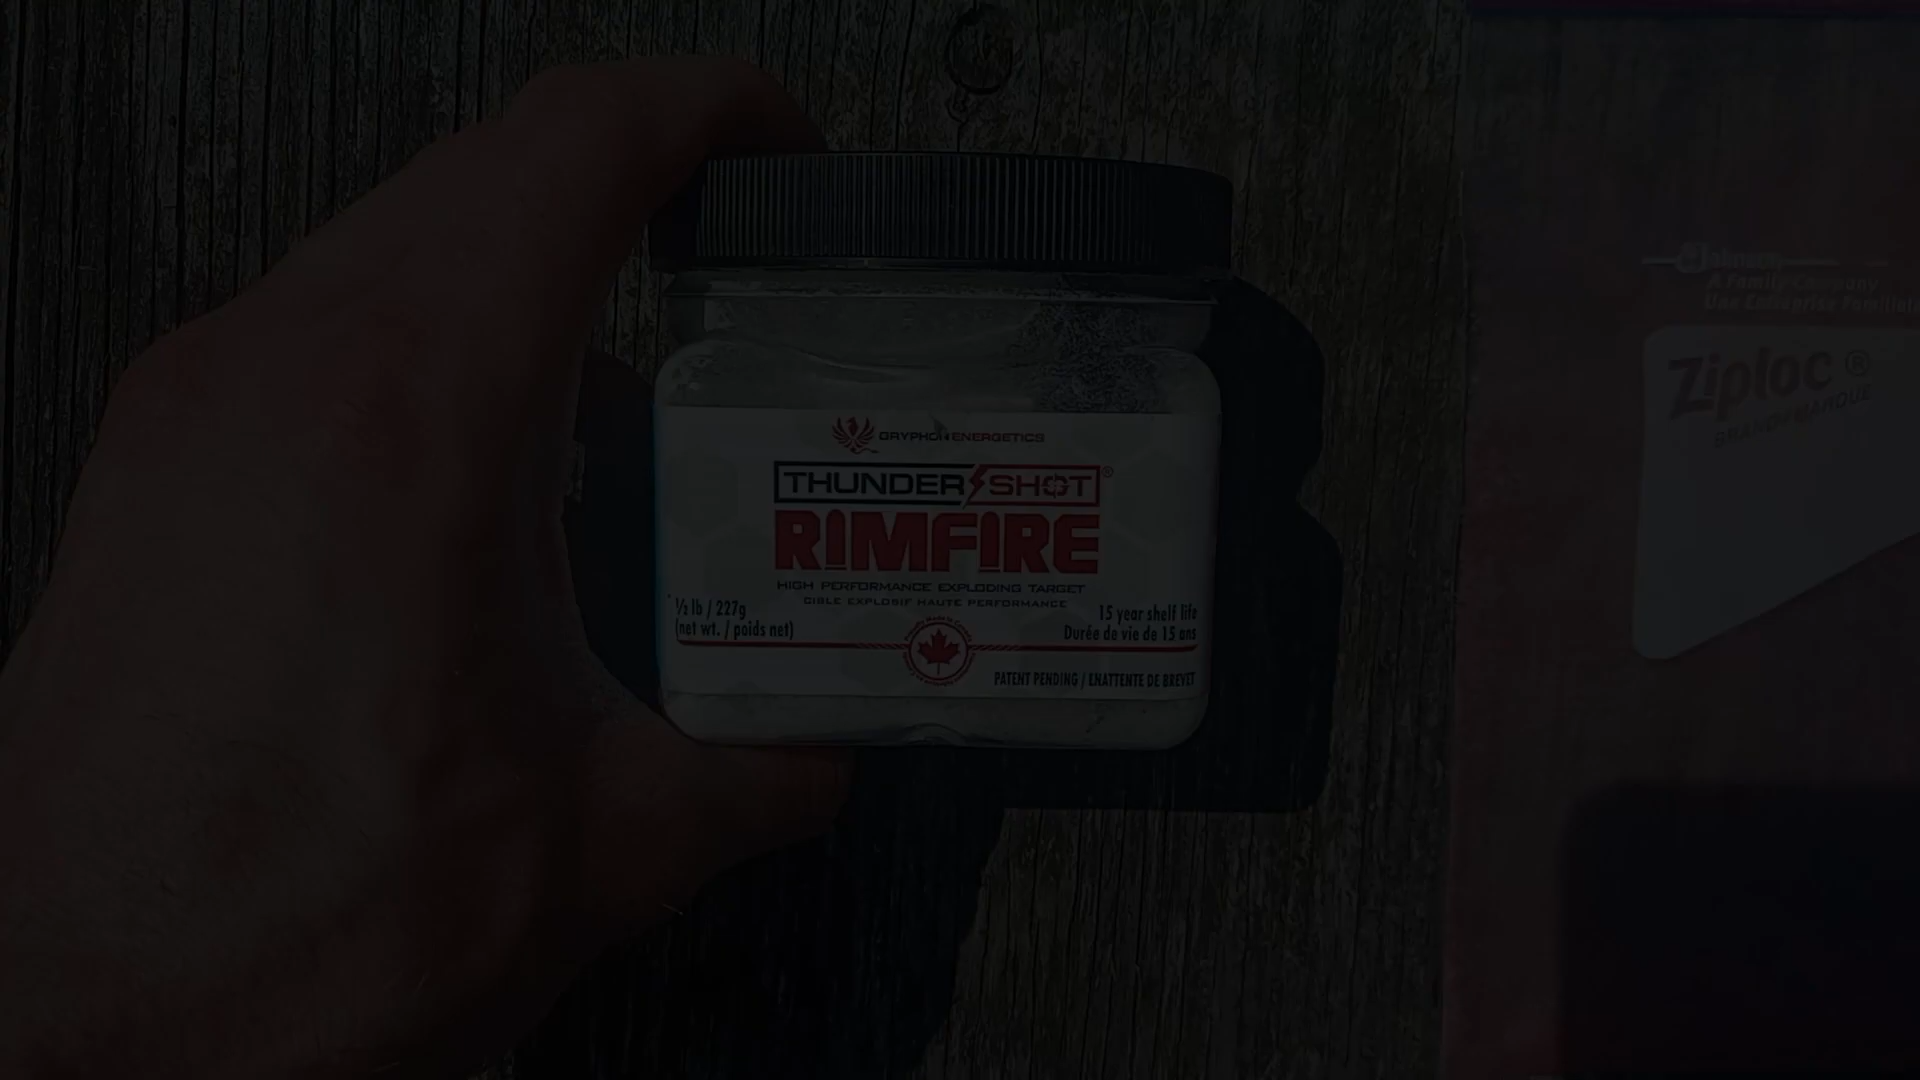 GRYPHON ENERGETICS
THUNDER SHOT®
RIMFIRE
HIGH PERFORMANCE EXPLODING TARGET
CIBLE EXPLOSIF HAUTE PERFORMANCE
½ lb / 227g
(net wt. / poids net)
15 year shelf life
Durée de vie de 15 ans
PATENT PENDING / ENATTENTE DE BREVET
A Family Company
Une Entreprise Familiale
Ziploc®
BRAND/MARQUE